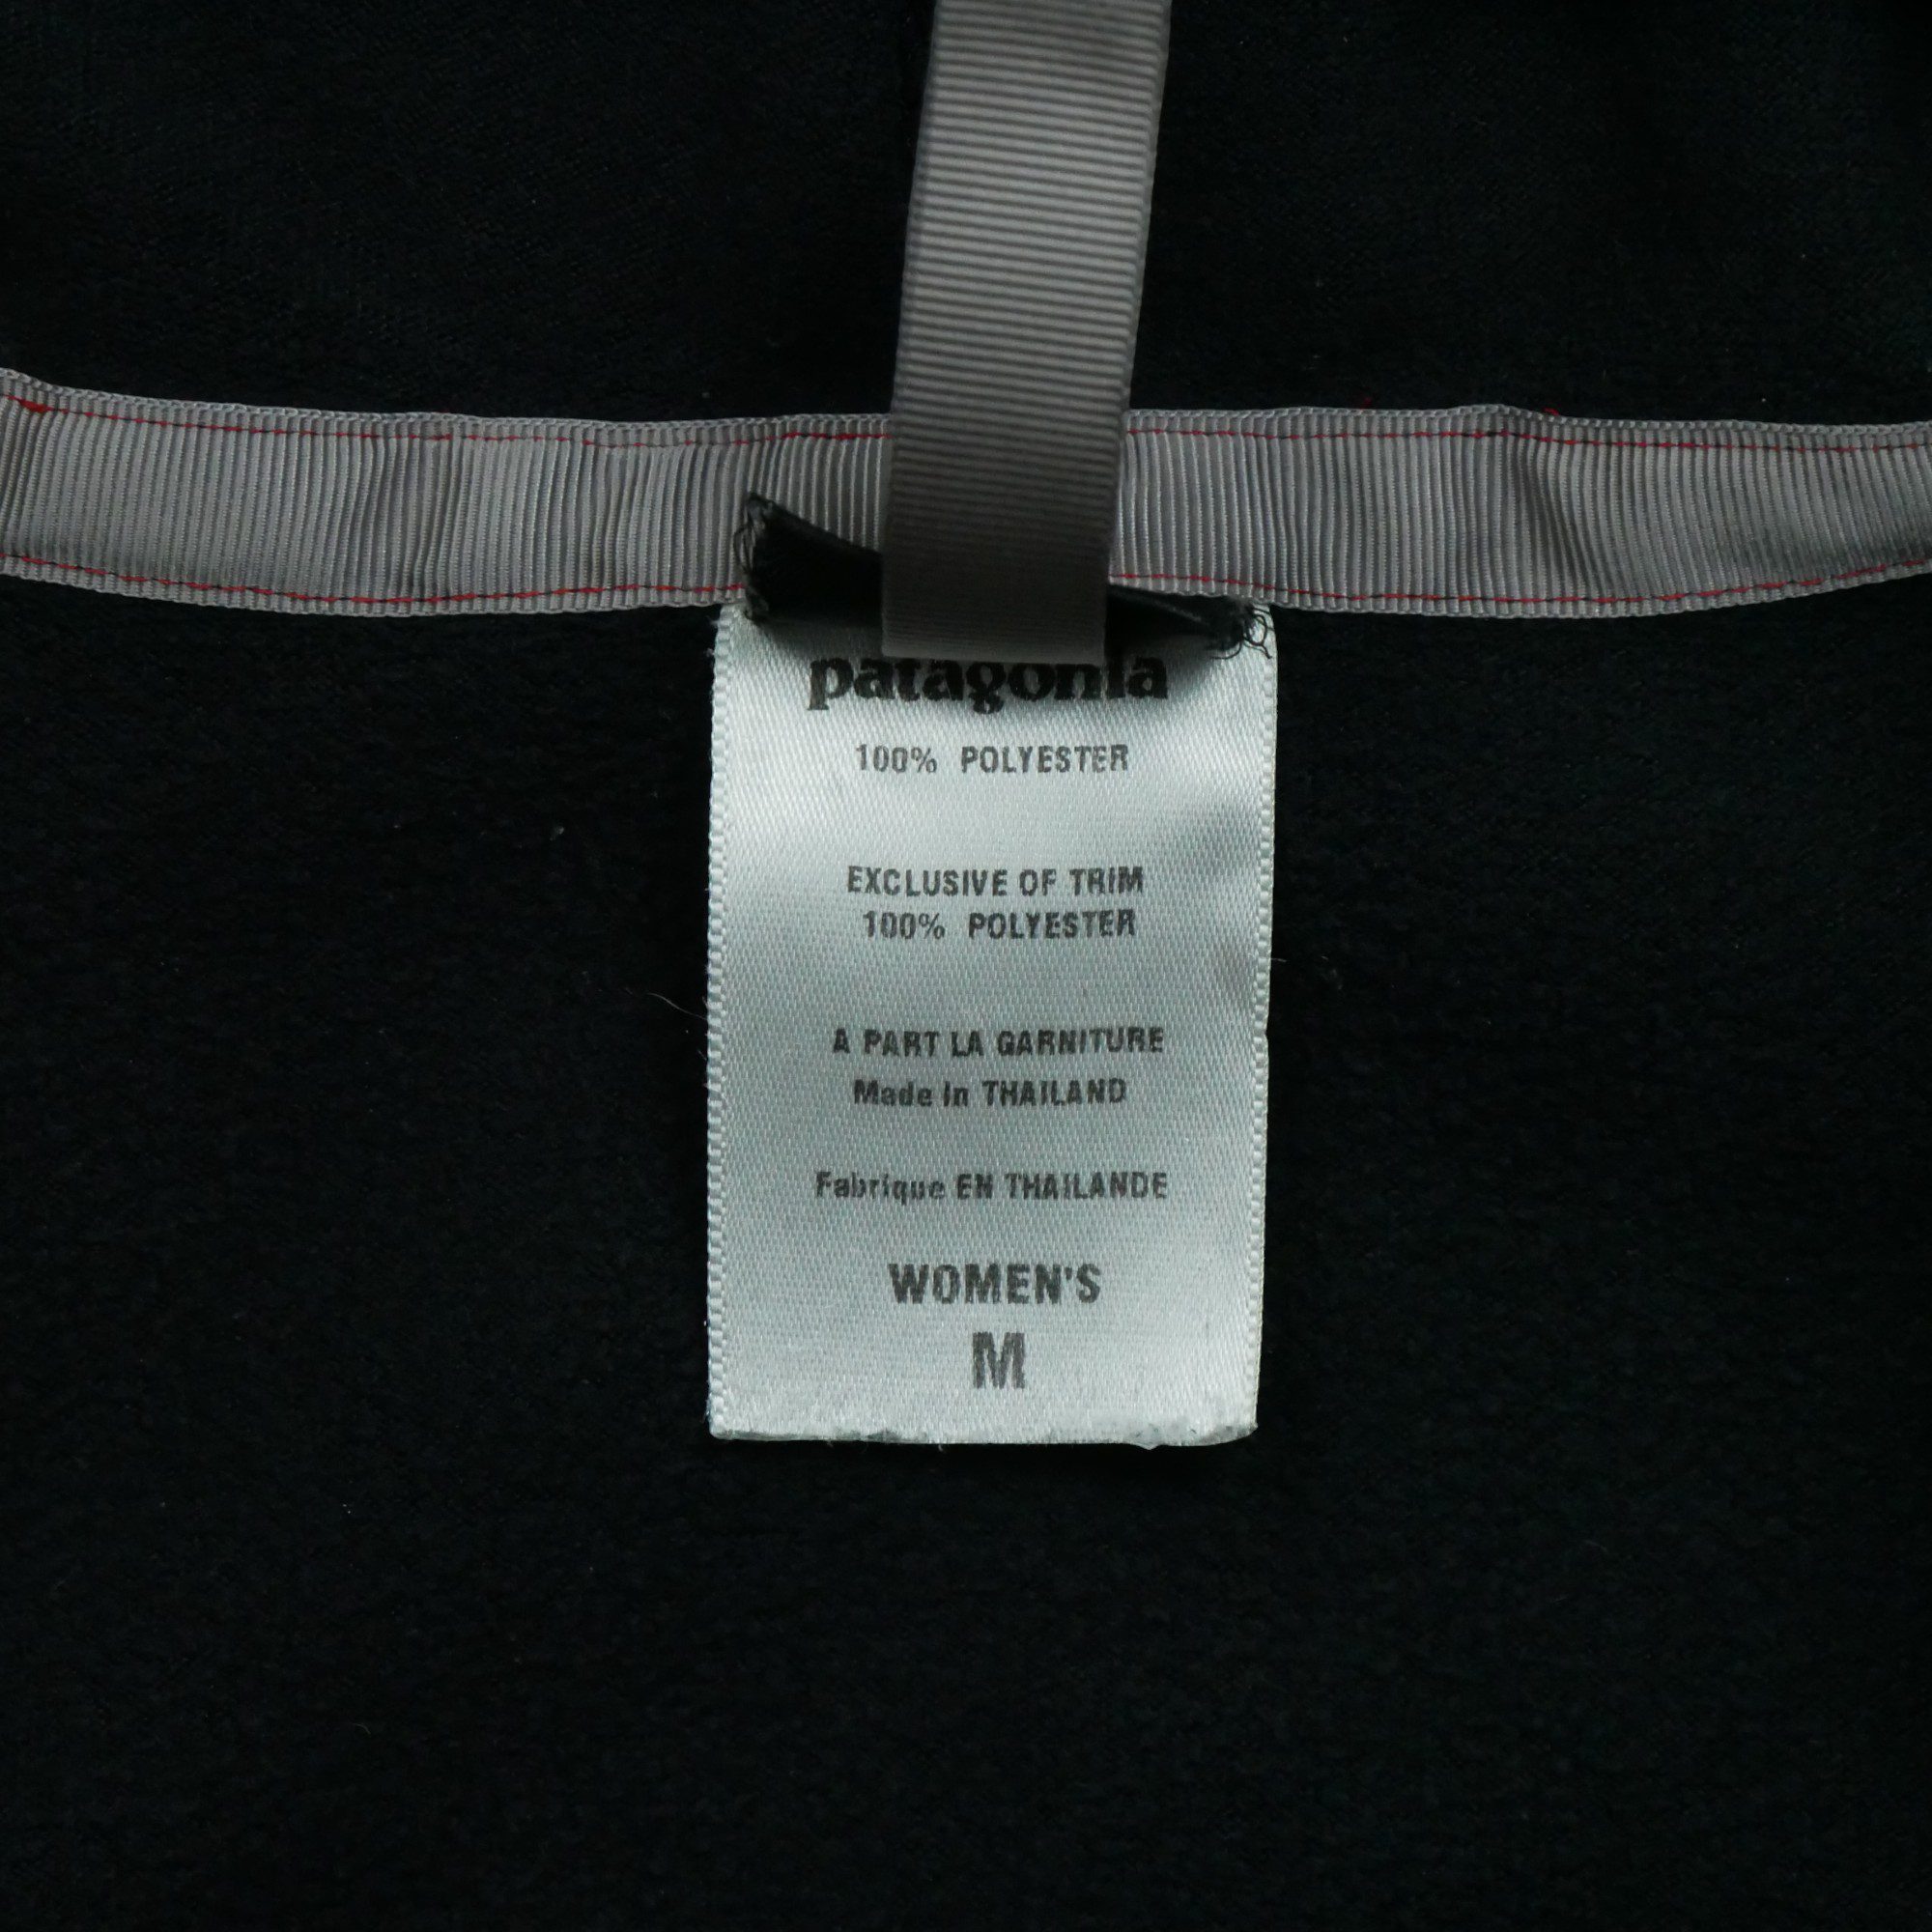 patagonia
100% POLYESTER
EXCLUSIVE OF TRIM
100% POLYESTER
A PART LA GARNITURE
Made in THAILAND
Fabrique EN THAILANDE
WOMEN'S
M